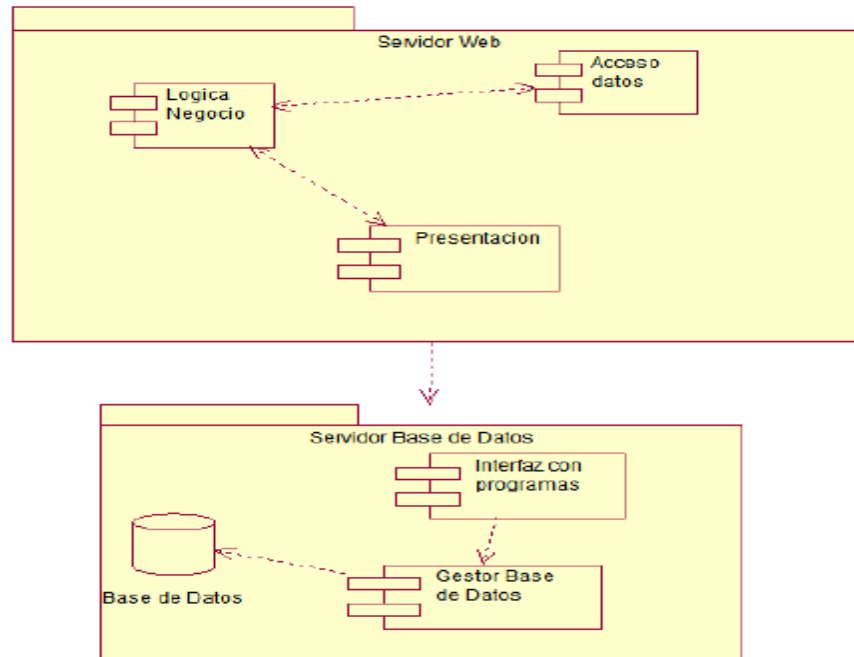 Servidor Web
Logica
Negocio
Acceso
datos
Presentacion
Servidor Base de Datos
Interfaz con
programas
Gestor Base
de Datos
Base de Datos